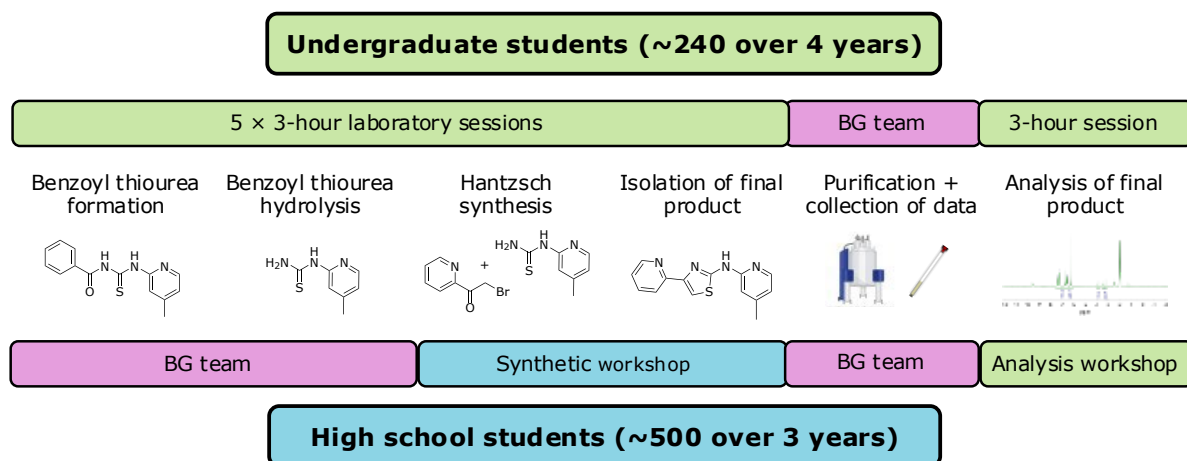 Undergraduate students (~240 over 4 years)
5 × 3-hour laboratory sessions
BG team
3-hour session
Benzoyl thiourea
formation
Benzoyl thiourea
hydrolysis
Hantzsch
synthesis
Isolation of final
product
Purification +
collection of data
Analysis of final
product
N
H
N
H
N
O
S
H₂N
H
N
N
S
N
O
Br
+
H₂N
H
N
N
S
N
N
S
H
N
N
BG team
Synthetic workshop
BG team
Analysis workshop
High school students (~500 over 3 years)